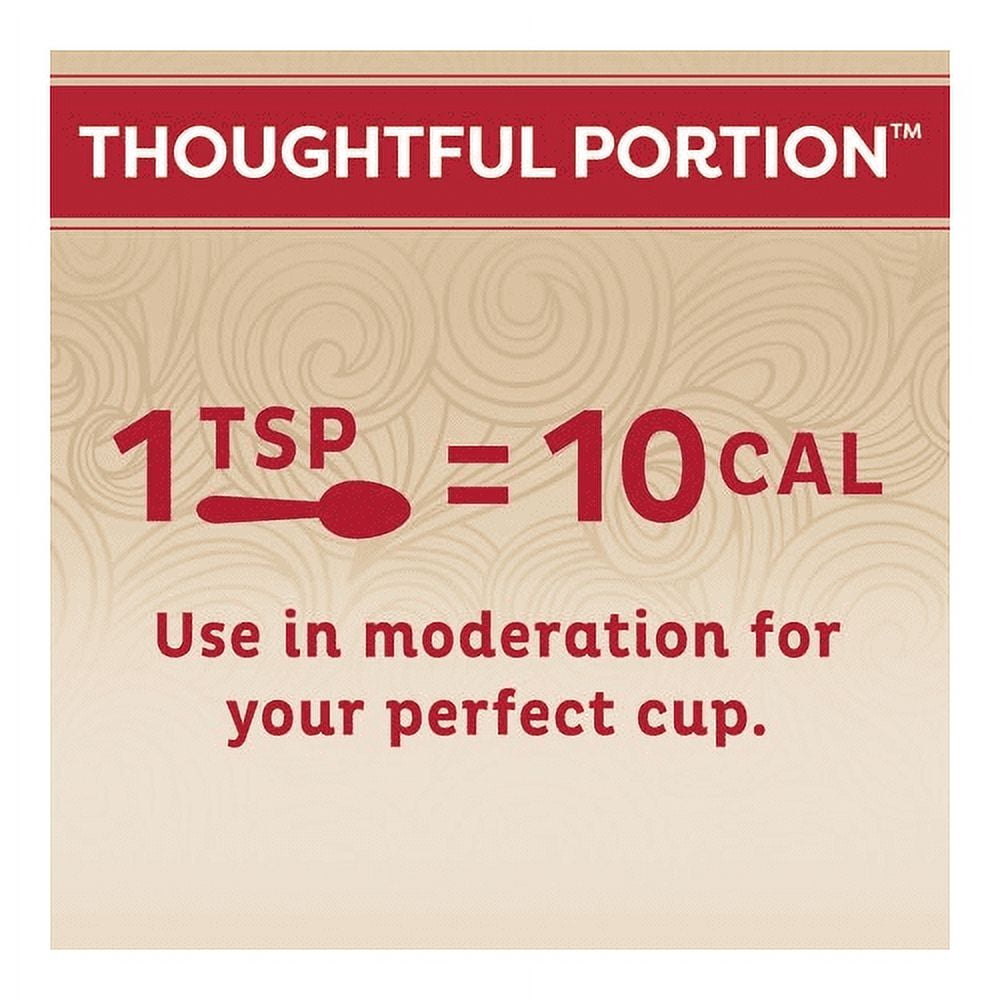 THOUGHTFUL PORTION™
1 TSP = 10 CAL
Use in moderation for
your perfect cup.